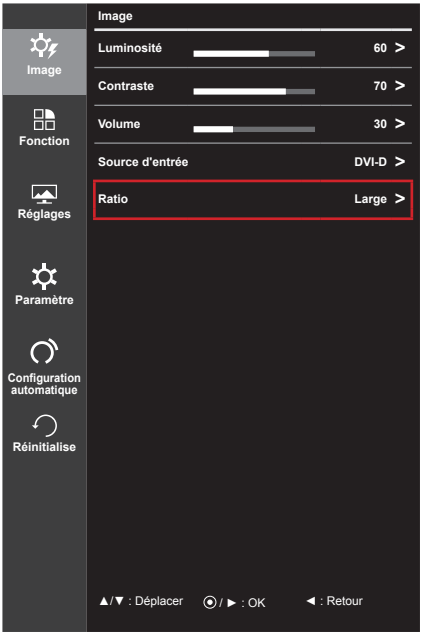 Image
Image
Luminosité 60 >
Contraste 70 >
Volume 30 >
Source d'entrée DVI-D >
Ratio Large >
Fonction
Réglages
Paramètre
Configuration
automatique
Réinitialise
▲/▼ : Déplacer ⦿/ ► : OK ◄ : Retour